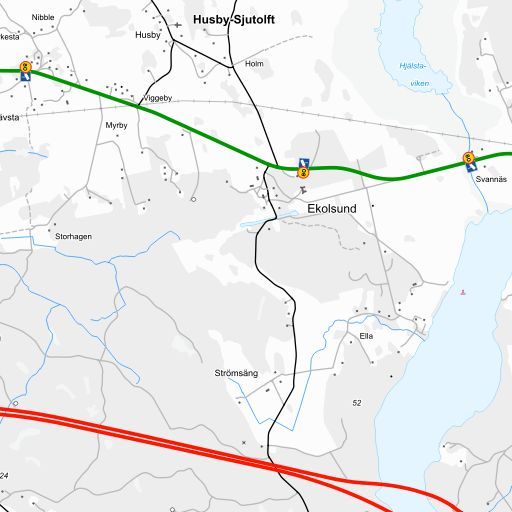 Nibble
Husby-Sjutolft
Husby
Holm
Hjälsta-
viken
Viggeby
Myrby
Svannäs
Ekolsund
Storhagen
Ella
Strömsäng
52
24